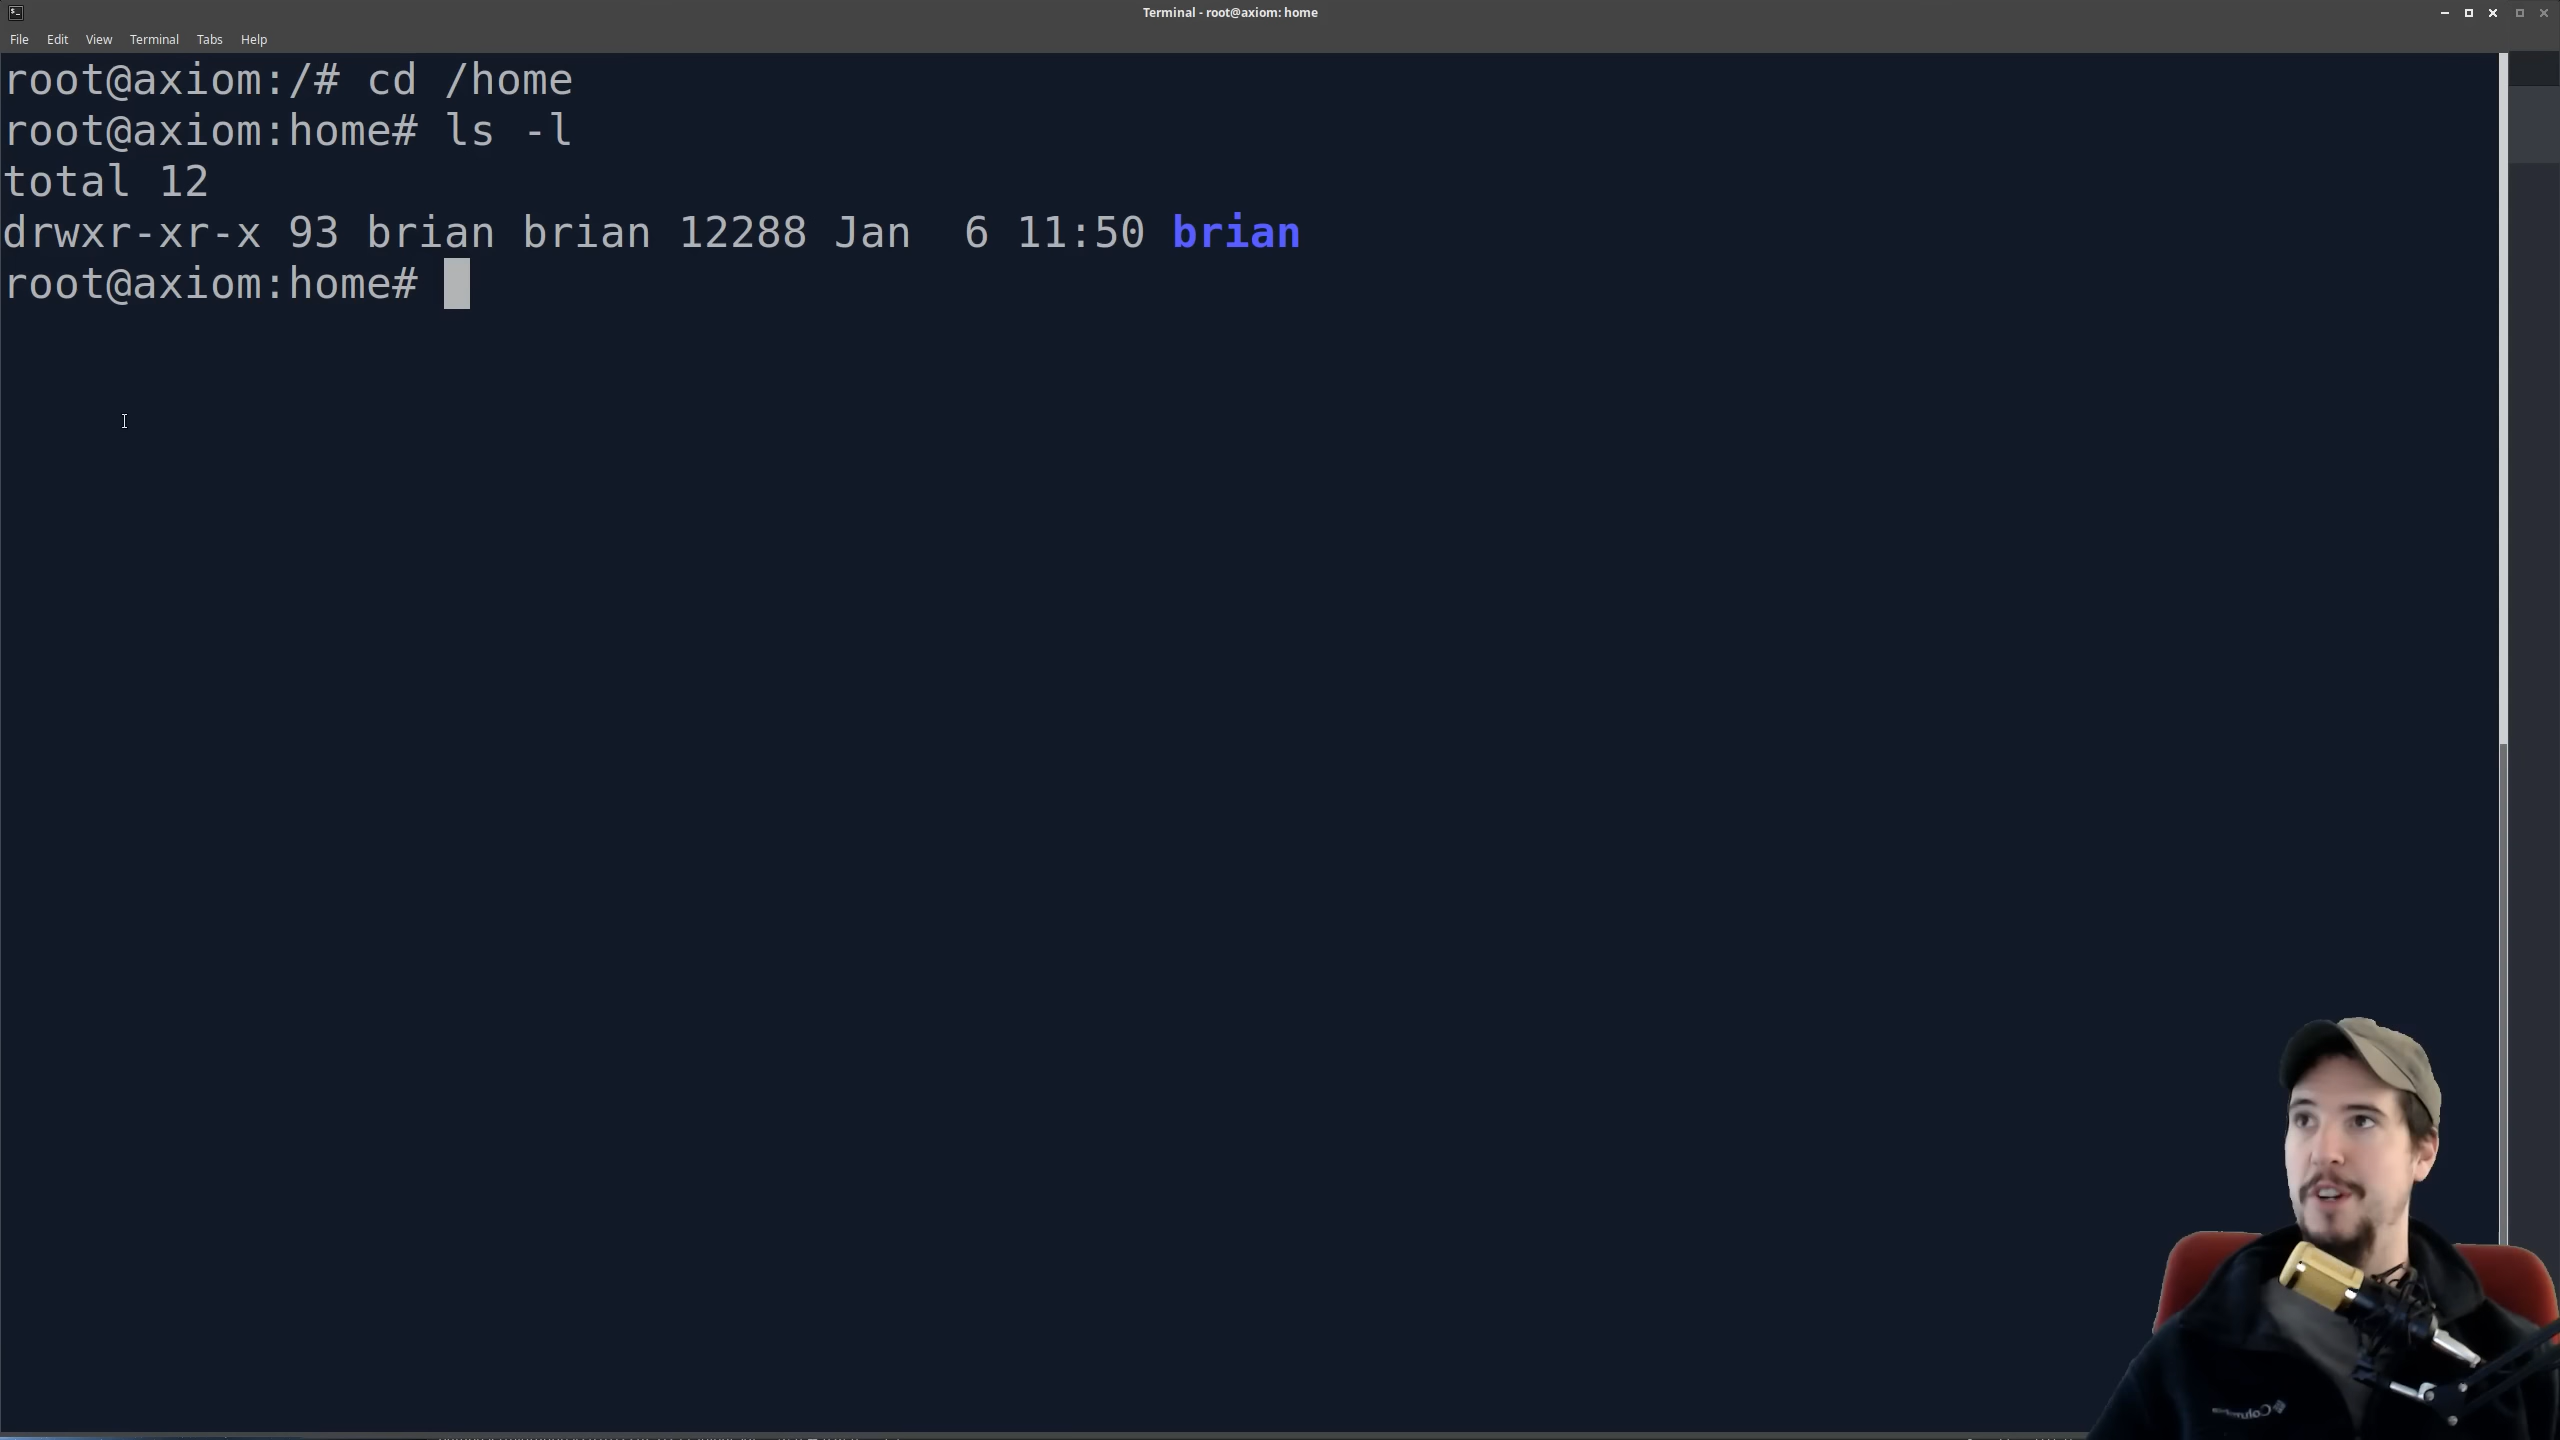 Terminal - root@axiom: home
File Edit View Terminal Tabs Help
root@axiom:/# cd /home
root@axiom:home# ls -l
total 12
drwxr-xr-x 93 brian brian 12288 Jan  6 11:50 brian
root@axiom:home#
Columbia